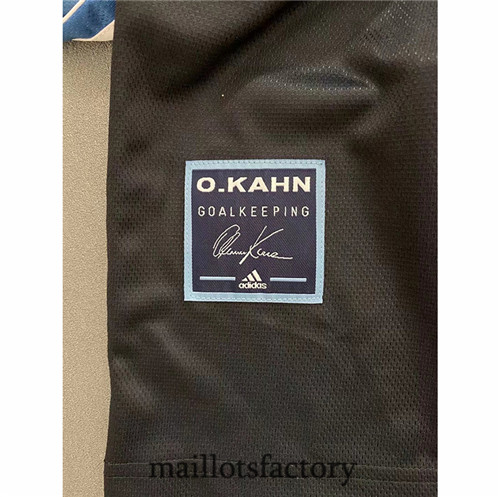 O.KAHN
GOALKEEPING
adidas
maillotsfactory